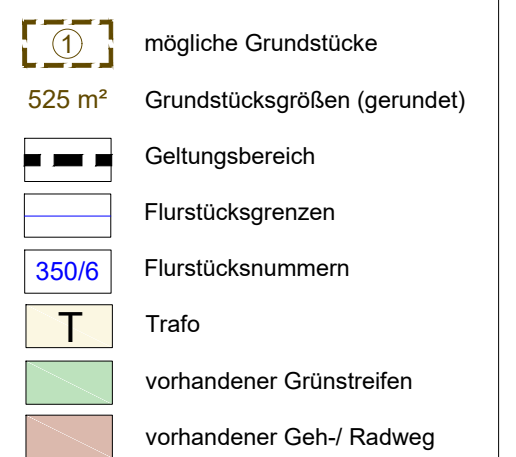 ① mögliche Grundstücke
525 m² Grundstücksgrößen (gerundet)
Geltungsbereich
Flurstücksgrenzen
350/6 Flurstücksnummern
T Trafo
vorhandener Grünstreifen
vorhandener Geh-/ Radweg